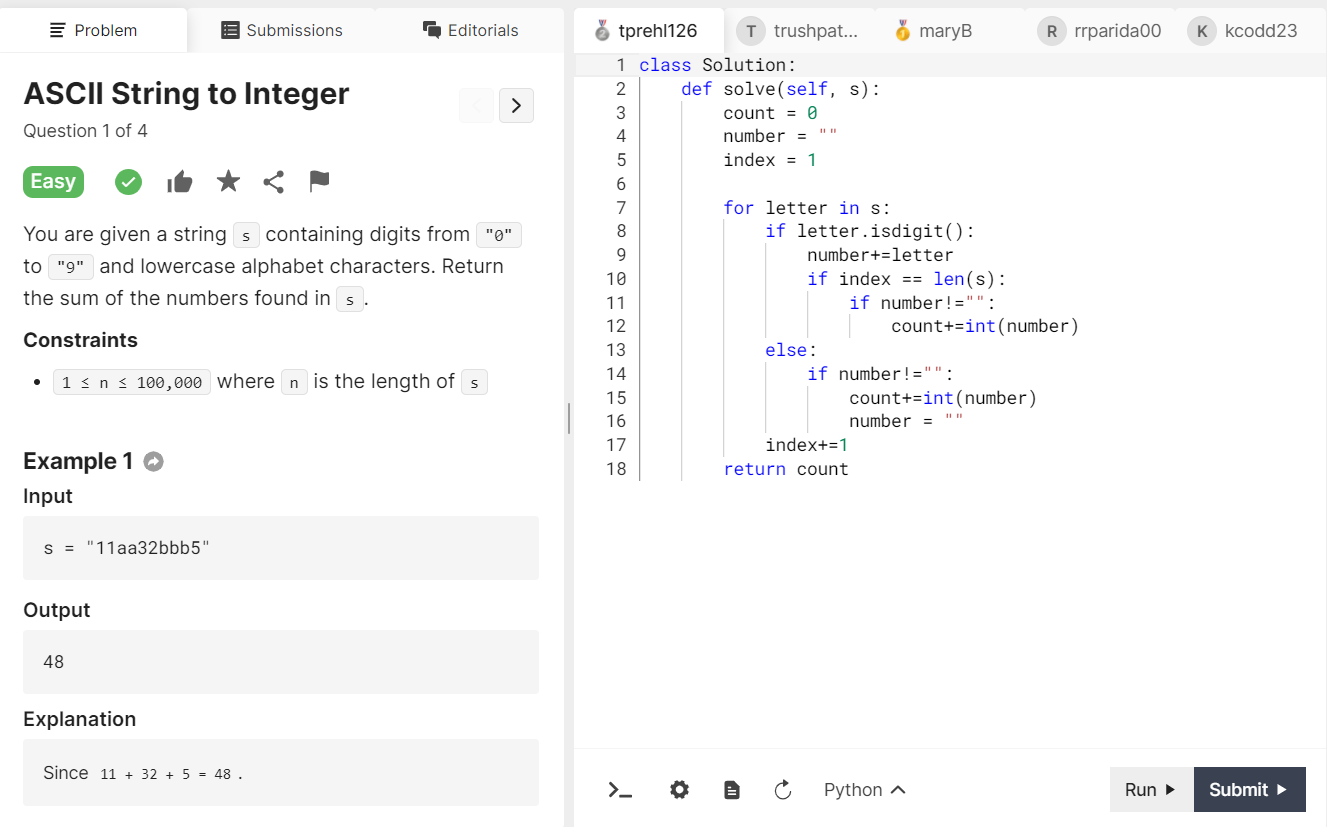 Problem
Submissions
Editorials
ASCII String to Integer
Question 1 of 4
Easy
You are given a string s containing digits from "0"
to "9" and lowercase alphabet characters. Return
the sum of the numbers found in s.
Constraints
• 1 ≤ n ≤ 100,000 where n is the length of s
Example 1
Input
s = "11aa32bbb5"
Output
48
Explanation
Since 11 + 32 + 5 = 48 .
tprehl126
T trushpat...
maryB
R rrparida00
K kcodd23
1 class Solution:
2     def solve(self, s):
3         count = 0
4         number = ""
5         index = 1
6
7         for letter in s:
8             if letter.isdigit():
9                 number+=letter
10                 if index == len(s):
11                     if number!="":
12                         count+=int(number)
13             else:
14                 if number!="":
15                     count+=int(number)
16                     number = ""
17             index+=1
18         return count
Python
Run
Submit